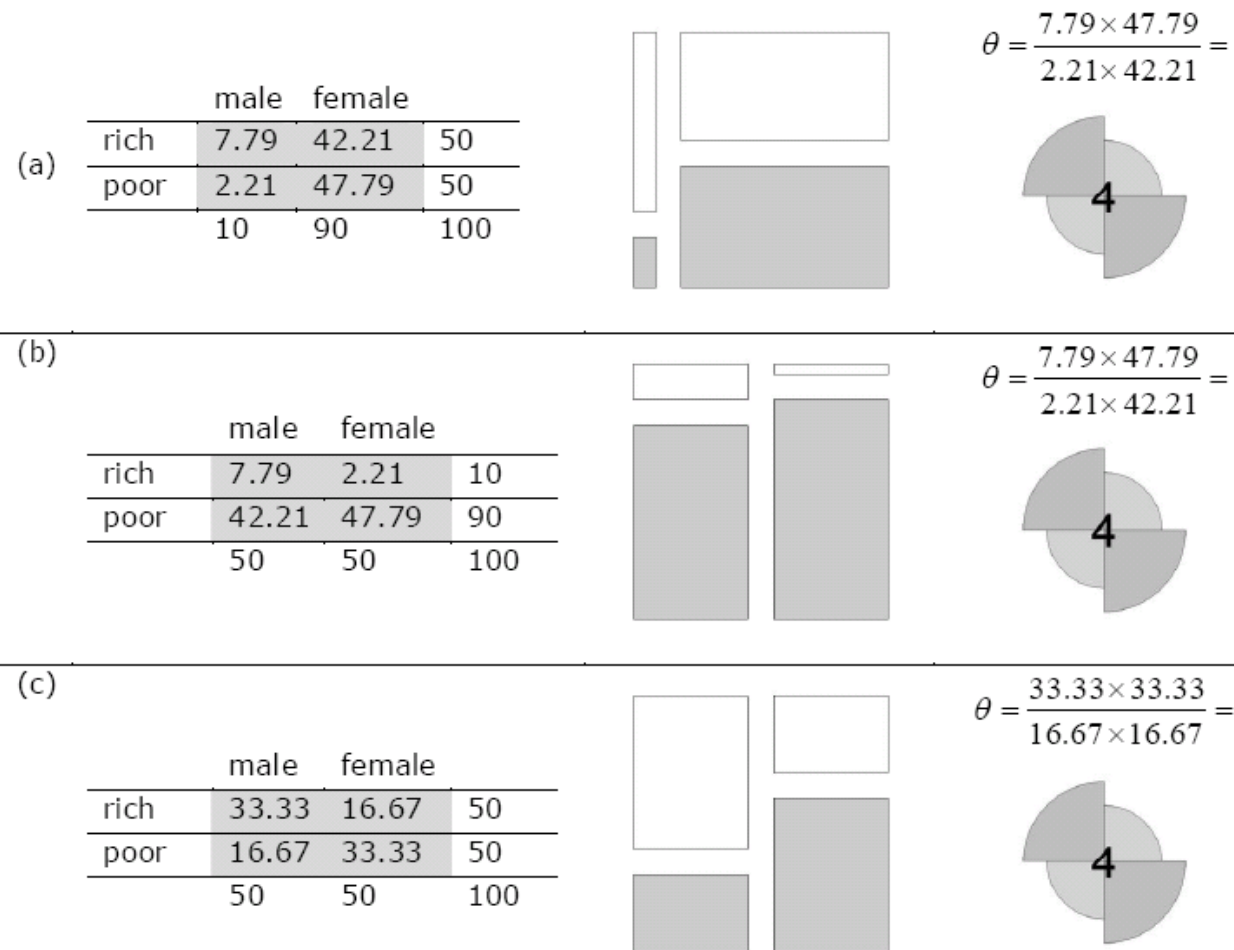 θ = 7.79 × 47.79 / 2.21 × 42.21 =
male female
rich 7.79 42.21 50
(a)
poor 2.21 47.79 50
10 90 100
4
(b)
θ = 7.79 × 47.79 / 2.21 × 42.21 =
male female
rich 7.79 2.21 10
poor 42.21 47.79 90
50 50 100
4
(c)
θ = 33.33 × 33.33 / 16.67 × 16.67 =
male female
rich 33.33 16.67 50
poor 16.67 33.33 50
50 50 100
4